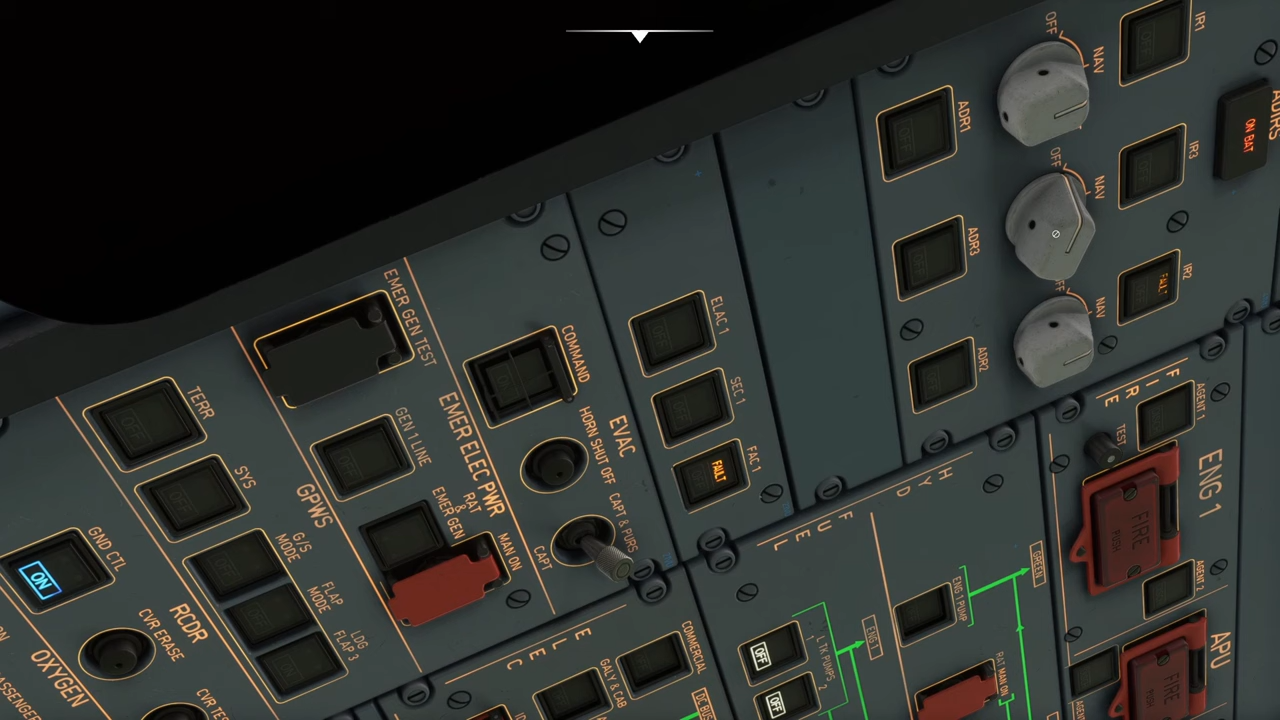 OFF
NAV
IR1
ADR1
OFF
NAV
IR3
ON BAT
ADR3
OFF
NAV
IR2
FAULT
ADR2
EMER GEN TEST
COMMAND
ELAC 1
TERR
OFF
GEN 1 LINE
EMER ELEC PWR
HORN SHUT OFF
EVAC
SEC 1
FIRE
AGENT 1
TEST
ENG 1
SYS
OFF
GPWS
RAT
&
EMER GEN
MAN ON
CAPT & PURS
CAPT
FAC 1
FAULT
HYD
FUEL
FIRE
PUSH
GND CTL
ON
G/S
MODE
FLAP
MODE
LDG
FLAP 3
RCDR
CVR ERASE
OXYGEN
ELEC
COMMERCIAL
GALY & CAB
OFF
1
L TK PUMPS
2
OFF
ENG 1
ENG 1 PUMP
GREEN
RAT MAN ON
AGENT 2
APU
FIRE
PUSH